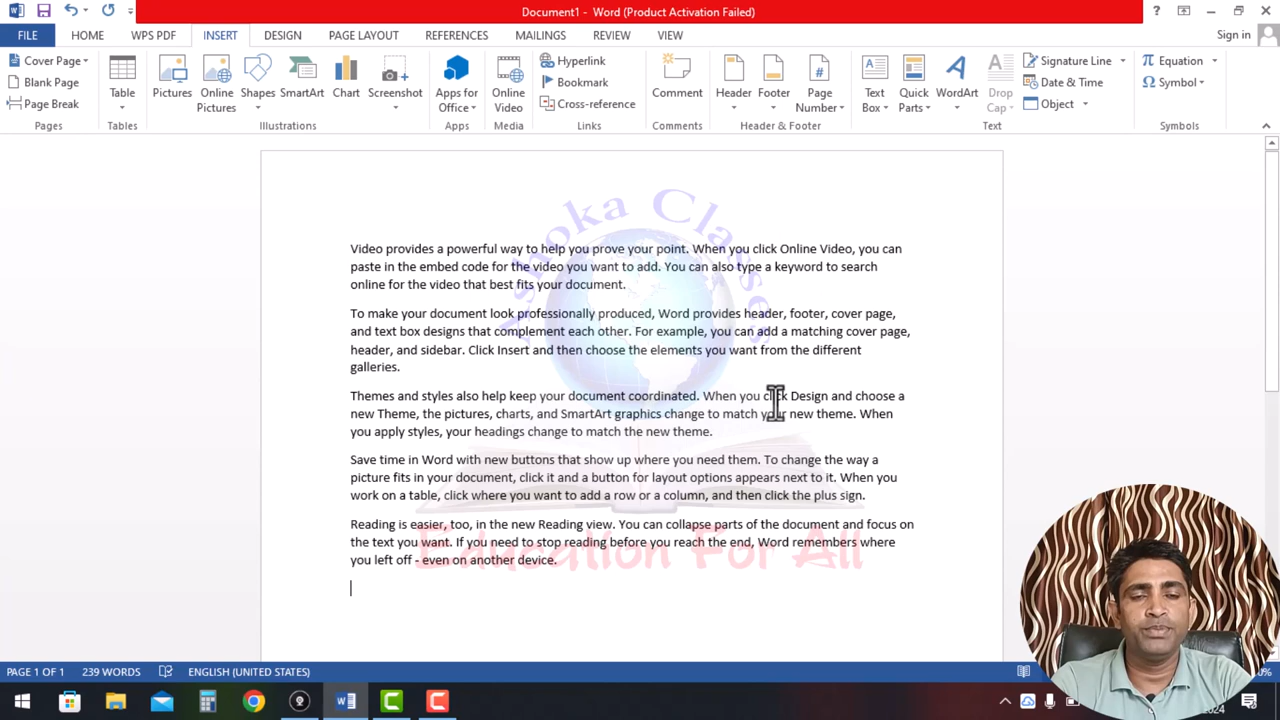 Document1 - Word (Product Activation Failed)
FILE HOME WPS PDF INSERT DESIGN PAGE LAYOUT REFERENCES MAILINGS REVIEW VIEW Sign in
Cover Page
Blank Page
Page Break
Pages
Table
Tables
Pictures
Online Pictures
Shapes
SmartArt
Chart
Screenshot
Illustrations
Apps for Office
Apps
Online Video
Media
Hyperlink
Bookmark
Cross-reference
Links
Comment
Comments
Header
Footer
Page Number
Header & Footer
Text Box
Quick Parts
WordArt
Drop Cap
Signature Line
Date & Time
Object
Text
Equation
Symbol
Symbols
Ashoka Classes
Video provides a powerful way to help you prove your point. When you click Online Video, you can
paste in the embed code for the video you want to add. You can also type a keyword to search
online for the video that best fits your document.
To make your document look professionally produced, Word provides header, footer, cover page,
and text box designs that complement each other. For example, you can add a matching cover page,
header, and sidebar. Click Insert and then choose the elements you want from the different
galleries.
Themes and styles also help keep your document coordinated. When you click Design and choose a
new Theme, the pictures, charts, and SmartArt graphics change to match your new theme. When
you apply styles, your headings change to match the new theme.
Save time in Word with new buttons that show up where you need them. To change the way a
picture fits in your document, click it and a button for layout options appears next to it. When you
work on a table, click where you want to add a row or a column, and then click the plus sign.
Reading is easier, too, in the new Reading view. You can collapse parts of the document and focus on
the text you want. If you need to stop reading before you reach the end, Word remembers where
you left off - even on another device.
Education For All
PAGE 1 OF 1 239 WORDS ENGLISH (UNITED STATES)